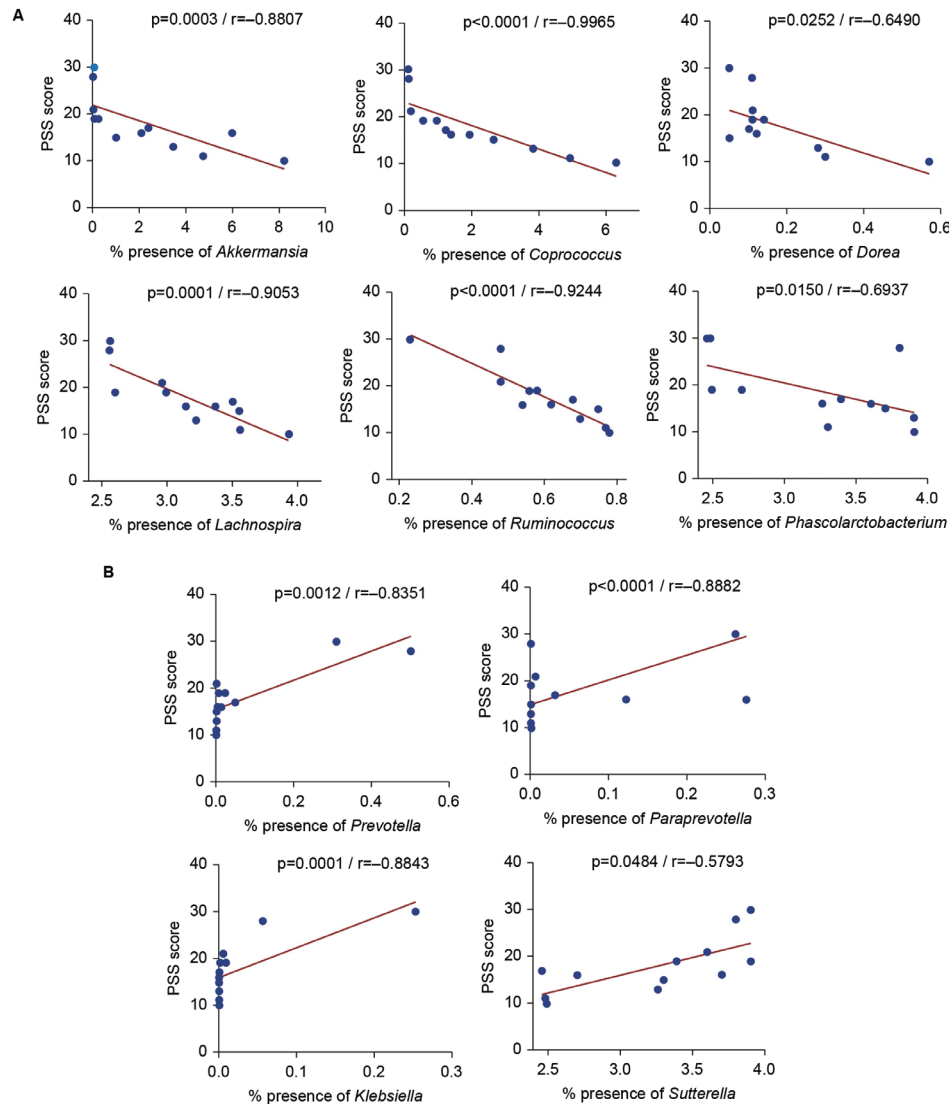 A
p=0.0003 / r=–0.8807
PSS score
40
30
20
10
0
0 2 4 6 8 10
% presence of Akkermansia
p<0.0001 / r=–0.9965
PSS score
40
30
20
10
0
0 2 4 6
% presence of Coprococcus
p=0.0252 / r=–0.6490
PSS score
40
30
20
10
0
0.0 0.2 0.4 0.6
% presence of Dorea
p=0.0001 / r=–0.9053
PSS score
40
30
20
10
0
2.5 3.0 3.5 4.0
% presence of Lachnospira
p<0.0001 / r=–0.9244
PSS score
40
30
20
10
0
0.2 0.4 0.6 0.8
% presence of Ruminococcus
p=0.0150 / r=–0.6937
PSS score
40
30
20
10
0
2.5 3.0 3.5 4.0
% presence of Phascolarctobacterium
B
p=0.0012 / r=–0.8351
PSS score
40
30
20
10
0
0.0 0.2 0.4 0.6
% presence of Prevotella
p<0.0001 / r=–0.8882
PSS score
40
30
20
10
0
0.0 0.1 0.2 0.3
% presence of Paraprevotella
p=0.0001 / r=–0.8843
PSS score
40
30
20
10
0
0.0 0.1 0.2 0.3
% presence of Klebsiella
p=0.0484 / r=–0.5793
PSS score
40
30
20
10
0
2.5 3.0 3.5 4.0
% presence of Sutterella